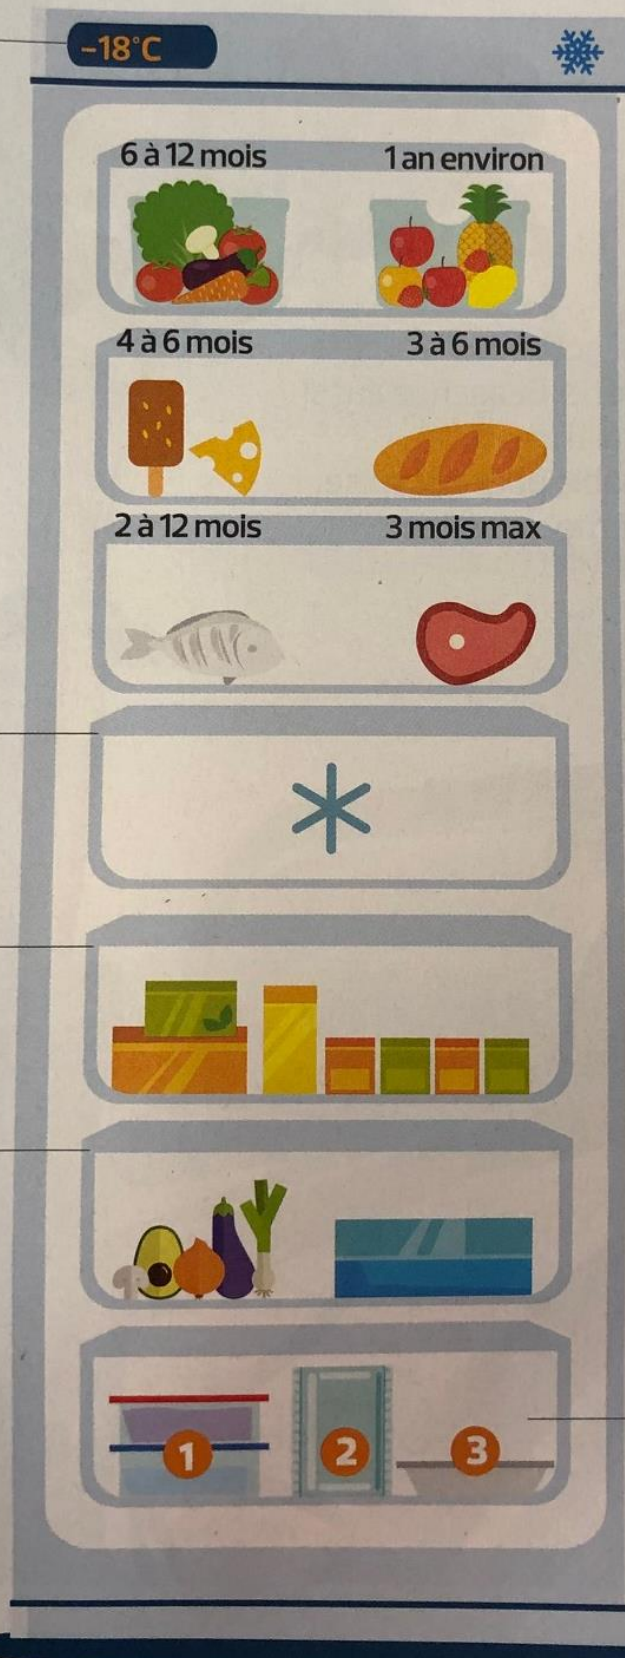 –18°C
6 à 12 mois 1 an environ
4 à 6 mois 3 à 6 mois
2 à 12 mois 3 mois max
1 2 3